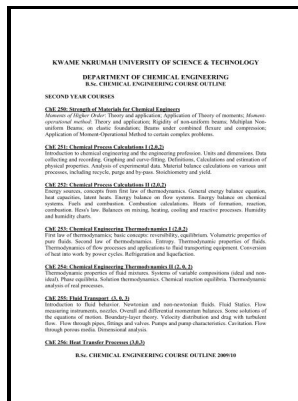 KWAME NKRUMAH UNIVERSITY OF SCIENCE & TECHNOLOGY
DEPARTMENT OF CHEMICAL ENGINEERING
B.Sc. CHEMICAL ENGINEERING COURSE OUTLINE
SECOND YEAR COURSES
ChE 250: Strength of Materials for Chemical Engineers
Moments of Higher Order: Theory and application; Application of Theory of moments; Moment-
operational method: Theory and application; Rigidity of non-uniform beams; Multiplan Non-
uniform Beams, on elastic foundation; Beams under combined flexure and compression;
Application of Moment-Operational Method to certain complex problems.
ChE 251: Chemical Process Calculations I (2,0,2)
Introduction to chemical engineering and the engineering profession. Units and dimensions. Data
collecting and recording. Graphing and curve-fitting. Definitions, Calculations and estimation of
physical properties. Analysis of experimental data. Material balance calculations on various unit
processes, including recycle, purge and by-pass. Stoichiometry and yield.
ChE 252: Chemical Process Calculations II (2,0,2)
Energy sources, concepts from first law of thermodynamics. General energy balance equation,
heat capacities, latent heats. Energy balance on flow systems. Energy balance on chemical
systems. Fuels and combustion. Combustion calculations. Heats of formation, reaction,
combustion. Hess's law. Balances on mixing, heating, cooling and reactive processes. Humidity
and humidity charts.
ChE 253: Chemical Engineering Thermodynamics I (2,0,2)
First law of thermodynamics; basic concepts: reversibility, equilibrium. Volumetric properties of
pure fluids. Second law of thermodynamics. Entropy. Thermodynamic properties of fluids.
Thermodynamics of flow processes and applications to fluid transporting equipment. Conversion
of heat into work by power cycles. Refrigeration and liquefaction.
ChE 254: Chemical Engineering Thermodynamics II (2, 0, 2)
Thermodynamic properties of fluid mixtures. Systems of variable compositions (ideal and non-
ideal). Phase equilibria. Solution thermodynamics. Chemical reaction equilibria. Thermodynamic
analysis of real processes.
ChE 255: Fluid Transport (3, 0, 3)
Introduction to fluid behavior. Newtonian and non-newtonian fluids. Fluid Statics. Flow
measuring instruments, nozzles. Overall and differential momentum balances. Some solutions of
the equations of motion. Boundary-layer theory. Velocity distribution and drag with turbulent
flow. Flow through pipes, fittings and valves. Pumps and pump characteristics. Cavitation. Flow
through porous media. Dimensional analysis.
ChE 256: Heat Transfer Processes (3,0,3)
B.Sc. CHEMICAL ENGINEERING COURSE OUTLINE 2009/10